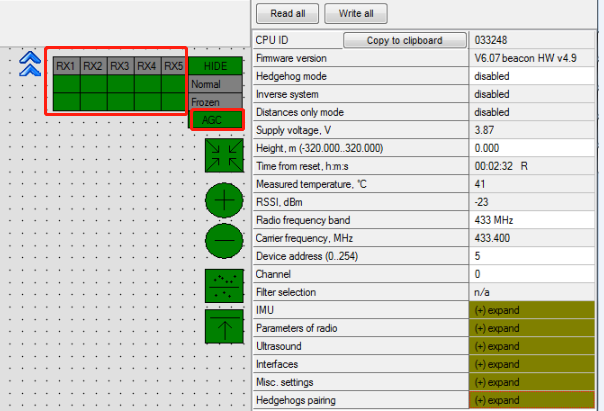 Read all Write all
RX1 RX2 RX3 RX4 RX5 HIDE
Normal
Frozen
AGC
CPU ID Copy to clipboard 033248
Firmware version V6.07 beacon HW v4.9
Hedgehog mode disabled
Inverse system disabled
Distances only mode disabled
Supply voltage, V 3.87
Height, m (-320.000..320.000) 0.000
Time from reset, h:m:s 00:02:32 R
Measured temperature, °C 41
RSSI, dBm -23
Radio frequency band 433 MHz
Carrier frequency, MHz 433.400
Device address (0..254) 5
Channel 0
Filter selection n/a
IMU (+) expand
Parameters of radio (+) expand
Ultrasound (+) expand
Interfaces (+) expand
Misc. settings (+) expand
Hedgehogs pairing (+) expand